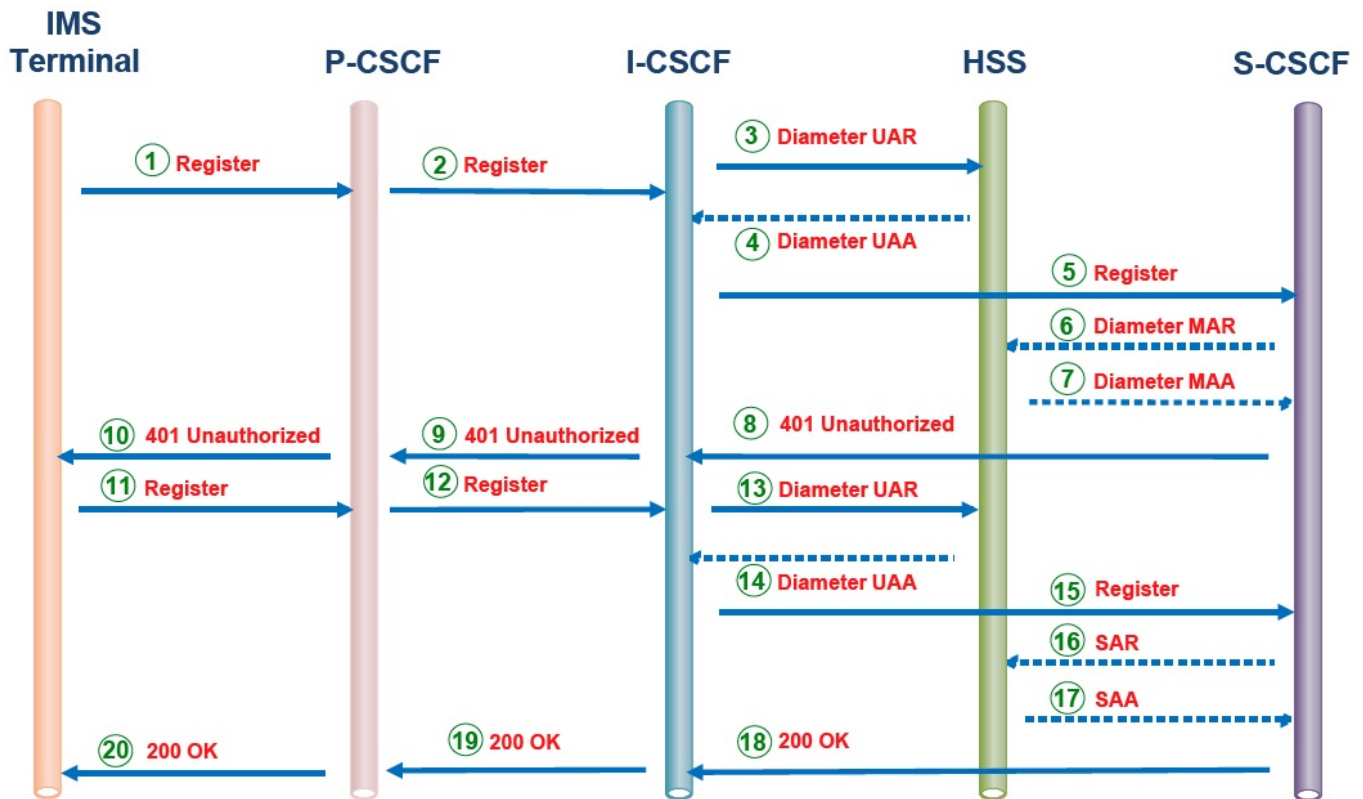 IMS
Terminal
P-CSCF
I-CSCF
HSS
S-CSCF
1 Register
2 Register
3 Diameter UAR
4 Diameter UAA
5 Register
6 Diameter MAR
7 Diameter MAA
8 401 Unauthorized
9 401 Unauthorized
10 401 Unauthorized
11 Register
12 Register
13 Diameter UAR
14 Diameter UAA
15 Register
16 SAR
17 SAA
18 200 OK
19 200 OK
20 200 OK